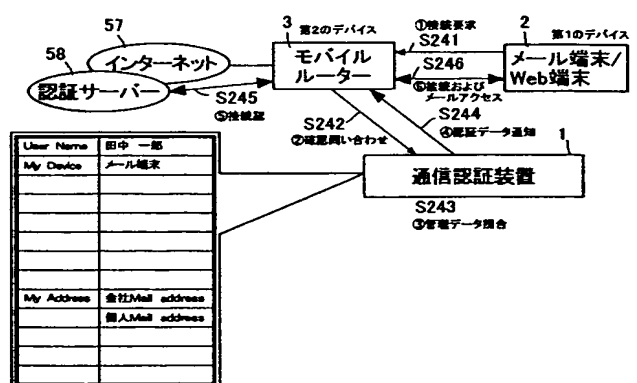 57
インターネット
58
認証サーバー
3 第2のデバイス
モバイル
ルーター
①接続要求
S241
S246
⑥接続および
メールアクセス
2 第1のデバイス
メール端末/
Web端末
S245
⑤接続認
S242
②確認問い合わせ
S244
④認証データ通知
1
通信認証装置
S243
③管理データ照合
User Name 田中 一郎
My Device メール端末
My Address 会社Mail address
個人Mail address